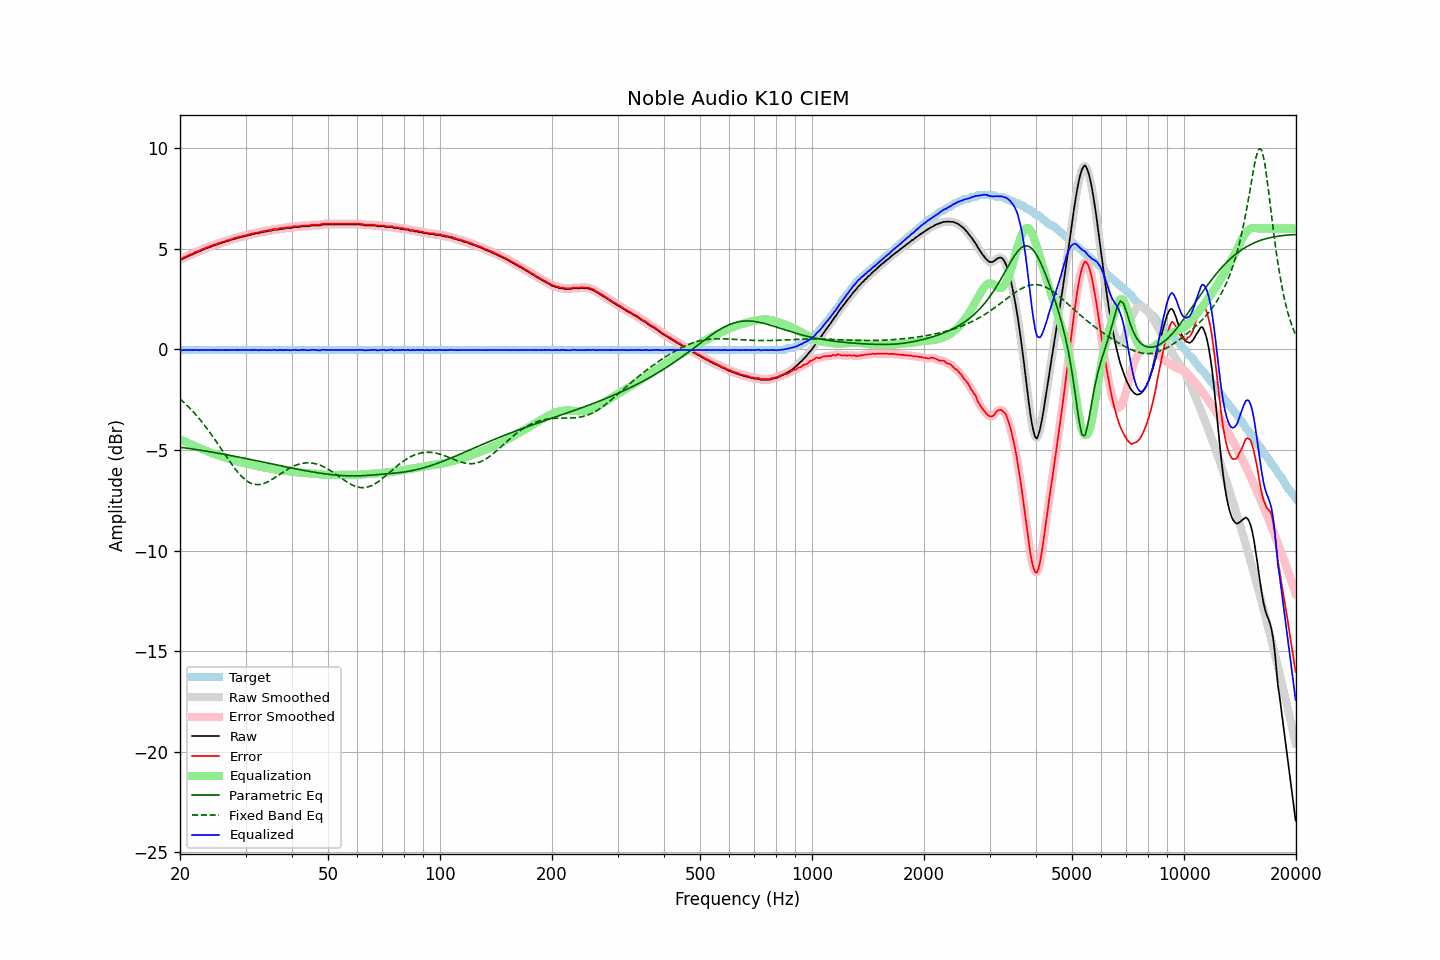 Noble Audio K10 CIEM
10
5
0
−5
−10
−15
−20
−25
Amplitude (dBr)
Target
Raw Smoothed
Error Smoothed
Raw
Error
Equalization
Parametric Eq
Fixed Band Eq
Equalized
20 50 100 200 500 1000 2000 5000 10000 20000
Frequency (Hz)